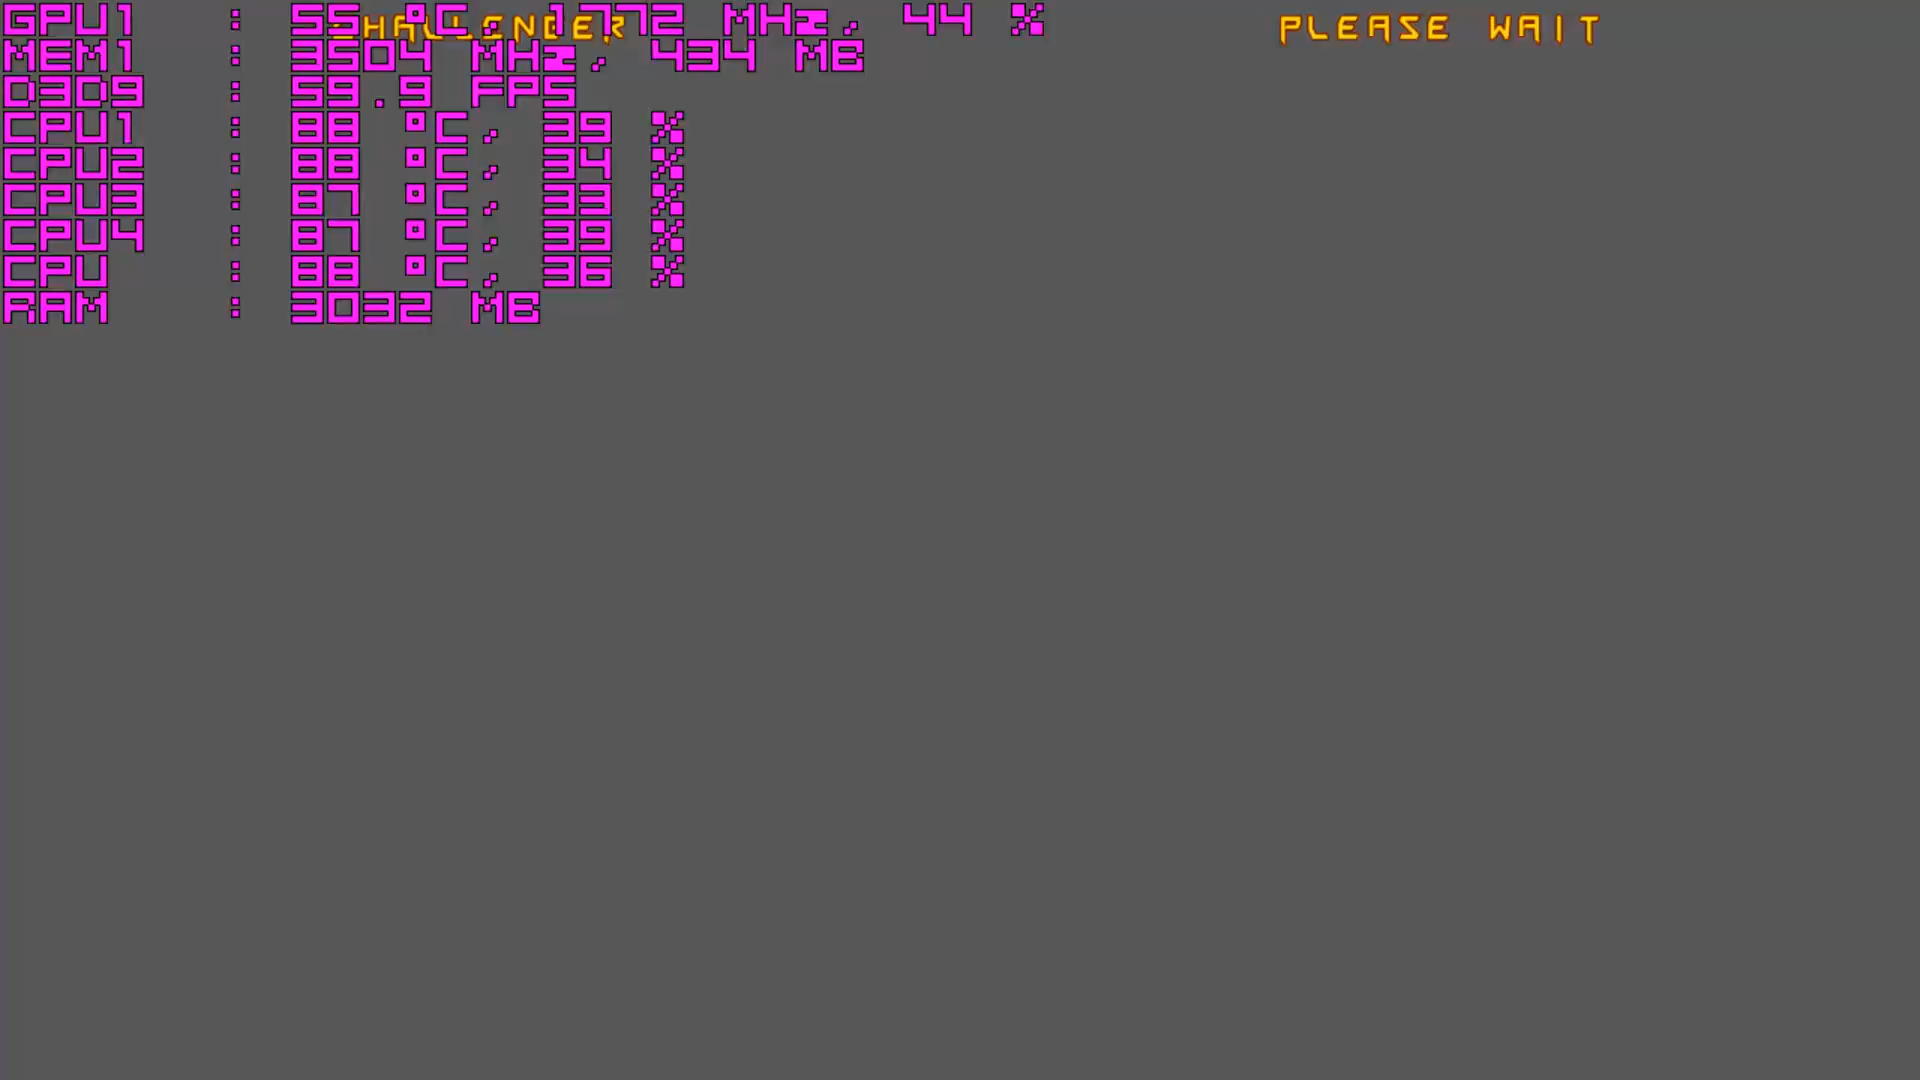 GPU1 : 55 °C, 1772 MHz, 44 %
CHALLENGER
PLEASE WAIT
MEM1 : 3504 MHz, 434 MB
D3D9 : 59.9 FPS
CPU1 : 88 °C, 39 %
CPU2 : 88 °C, 34 %
CPU3 : 87 °C, 33 %
CPU4 : 87 °C, 39 %
CPU : 88 °C, 36 %
RAM : 3032 MB